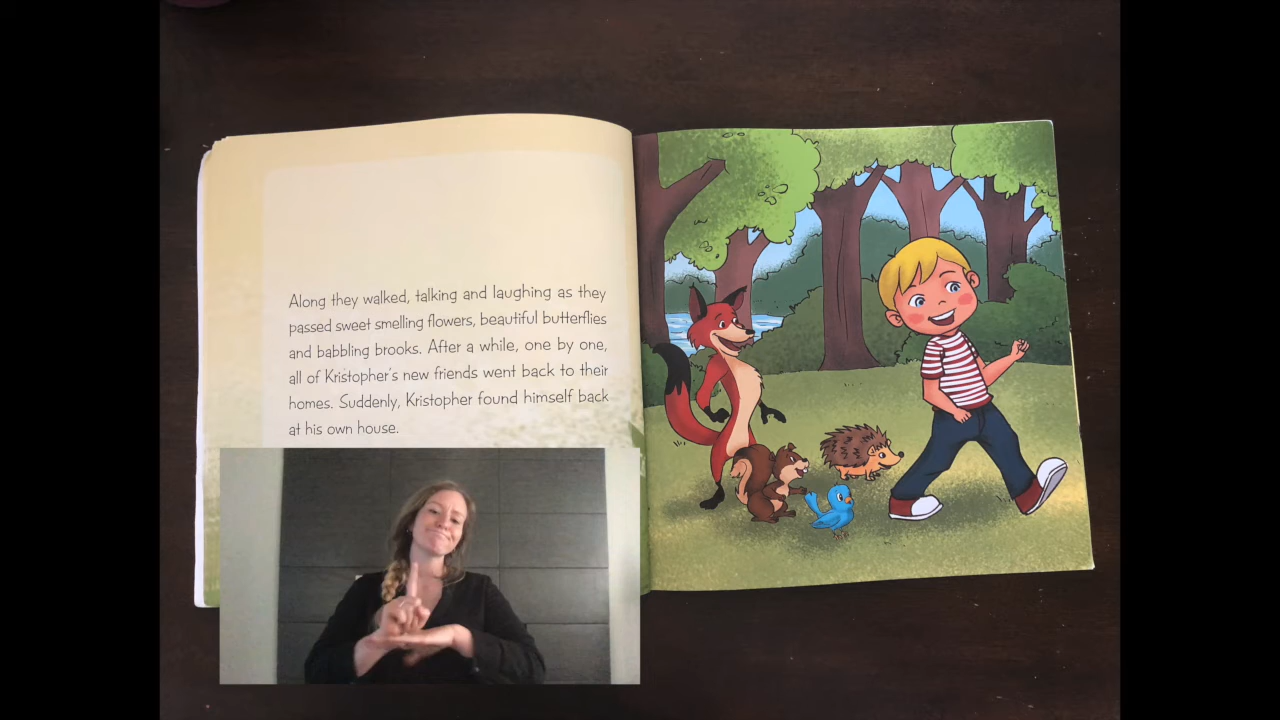 Along they walked, talking and laughing as they
passed sweet smelling flowers, beautiful butterflies
and babbling brooks. After a while, one by one,
all of Kristopher's new friends went back to their
homes. Suddenly, Kristopher found himself back
at his own house.